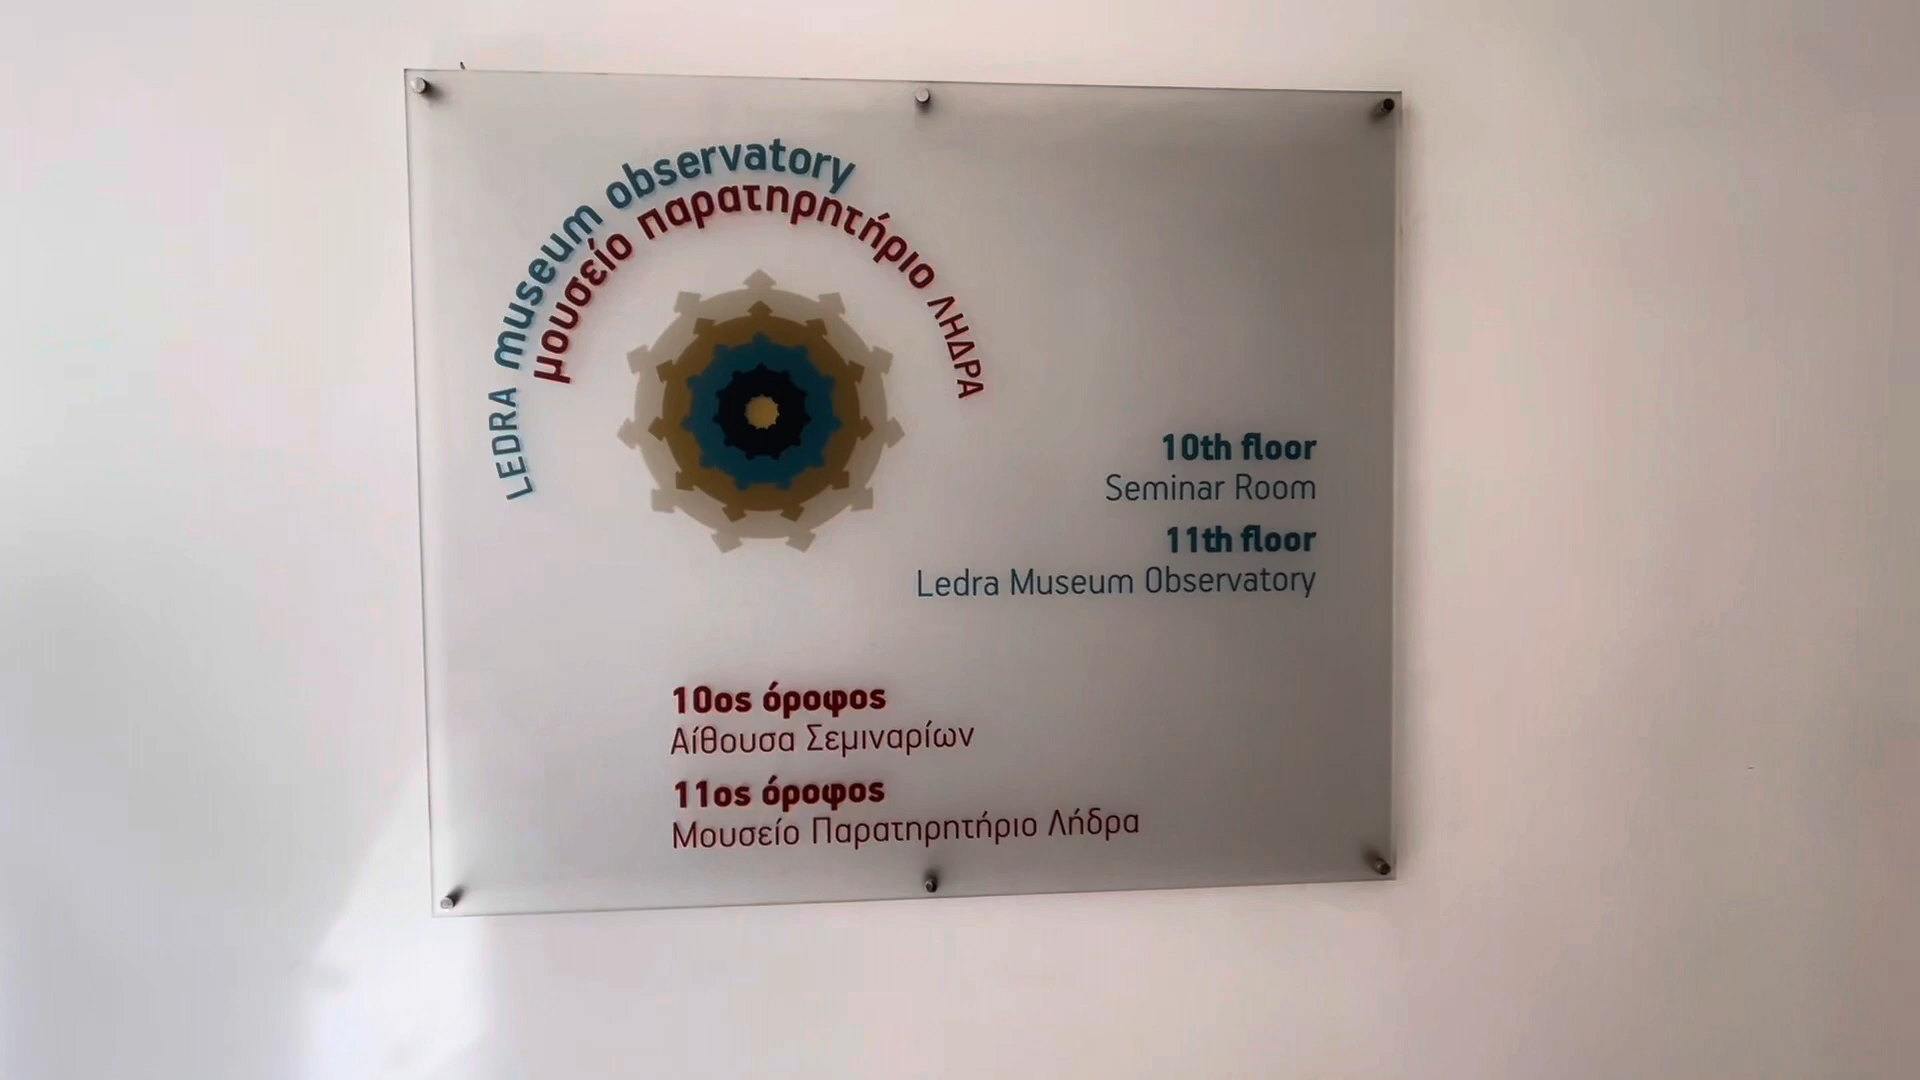 LEDRA museum observatory
μουσείο παρατηρητήριο ΛΗΔΡΑ
10th floor
Seminar Room
11th floor
Ledra Museum Observatory
10ος όροφος
Αίθουσα Σεμιναρίων
11ος όροφος
Μουσείο Παρατηρητήριο Λήδρα